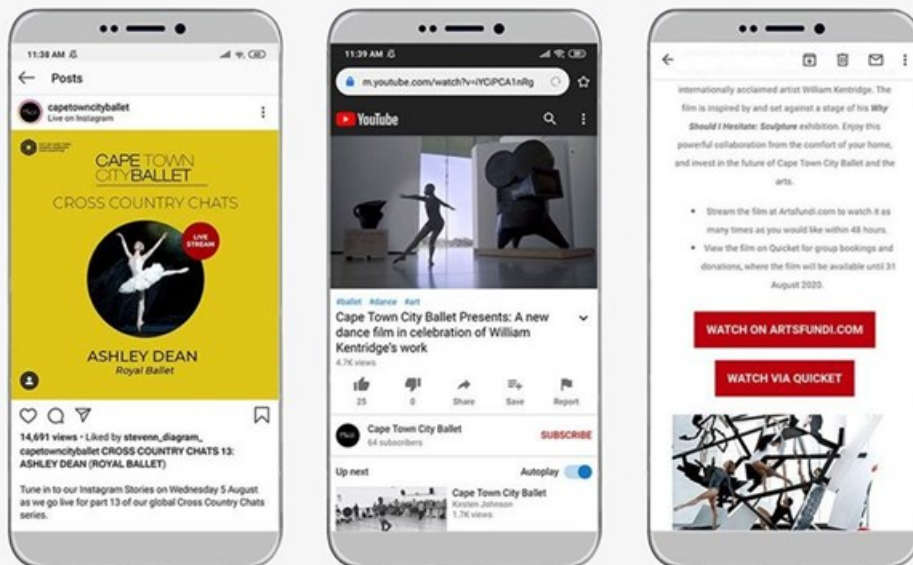 11:38 AM
Posts
capetowncityballet
Live on Instagram
CAPE TOWN
CITYBALLET
CROSS COUNTRY CHATS
LIVE
STREAM
ASHLEY DEAN
Royal Ballet
14,691 views • Liked by stevenn_diagram_
capetowncityballet CROSS COUNTRY CHATS 13:
ASHLEY DEAN (ROYAL BALLET)
Tune in to our Instagram Stories on Wednesday 5 August
as we go live for part 13 of our global Cross Country Chats
series.
11:39 AM
m.youtube.com/watch?v=iYCiPCA1nRg
YouTube
#ballet #dance #art
Cape Town City Ballet Presents: A new
dance film in celebration of William
Kentridge's work
4.7K views
25 0 Share Save Report
Cape Town City Ballet
64 subscribers
SUBSCRIBE
Up next Autoplay
Cape Town City Ballet
Kirsten Johnson
1.7K views
internationally acclaimed artist William Kentridge. The
film is inspired by and set against a stage of his Why
Should I Hesitate: Sculpture exhibition. Enjoy this
powerful collaboration from the comfort of your home,
and invest in the future of Cape Town City Ballet and the
arts.
• Stream the film at Artsfundi.com to watch it as
many times as you would like within 48 hours.
• View the film on Quicket for group bookings and
donations, where the film will be available until 31
August 2020.
WATCH ON ARTSFUNDI.COM
WATCH VIA QUICKET